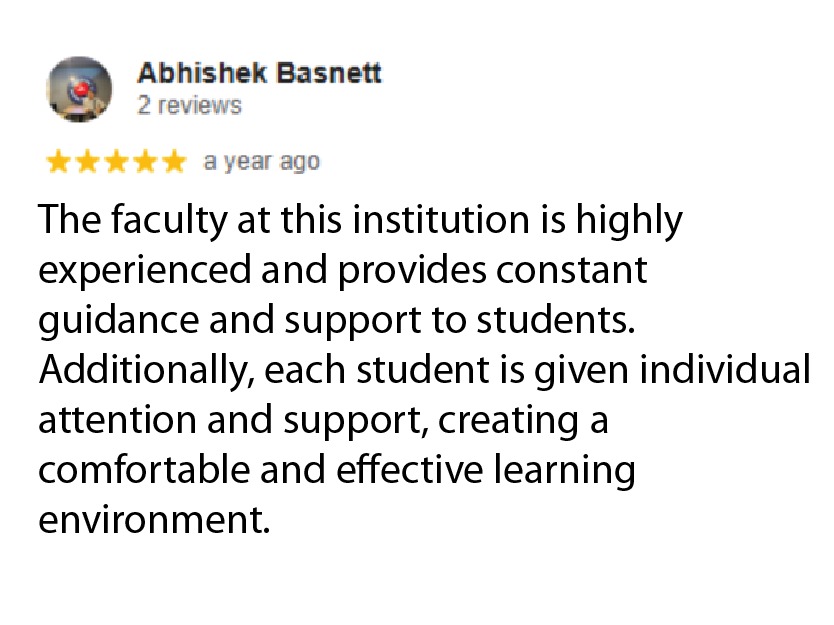 Abhishek Basnett
2 reviews
a year ago
The faculty at this institution is highly
experienced and provides constant
guidance and support to students.
Additionally, each student is given individual
attention and support, creating a
comfortable and effective learning
environment.